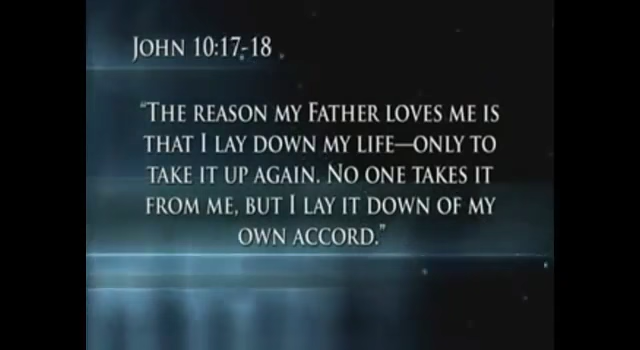 JOHN 10:17-18
“THE REASON MY FATHER LOVES ME IS
THAT I LAY DOWN MY LIFE—ONLY TO
TAKE IT UP AGAIN. NO ONE TAKES IT
FROM ME, BUT I LAY IT DOWN OF MY
OWN ACCORD.”